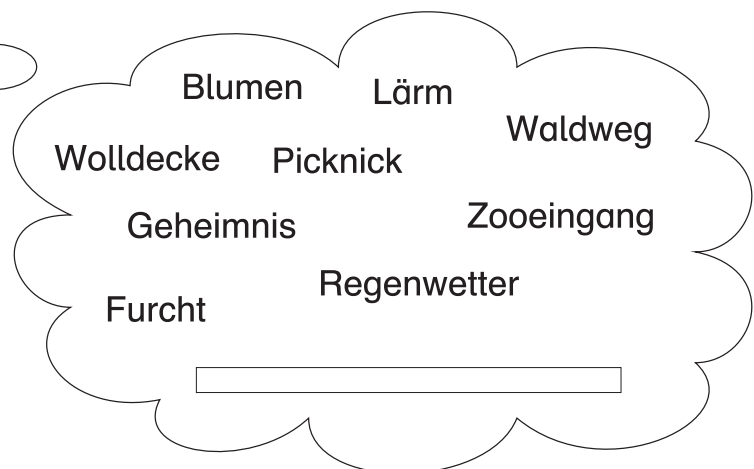 Blumen
Lärm
Waldweg
Wolldecke
Picknick
Geheimnis
Zooeingang
Regenwetter
Furcht